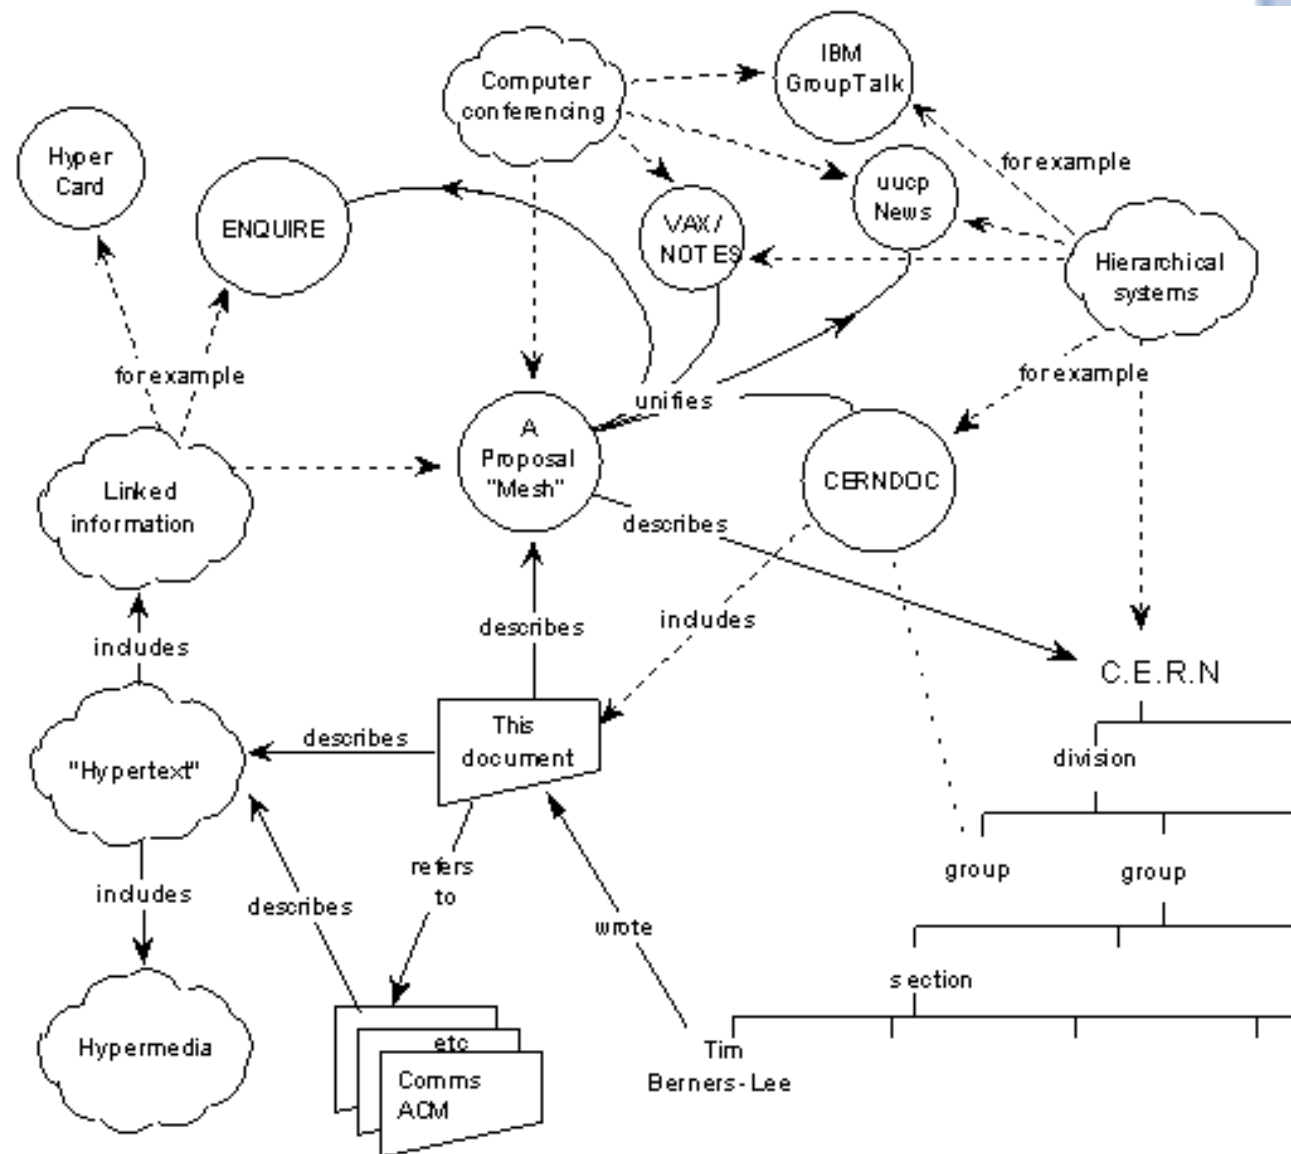 IBM
GroupTalk
Computer
conferencing
Hyper
Card
for example
uucp
News
ENQUIRE
VAX/
NOTES
Hierarchical
systems
for example
for example
unifies
A
Proposal
"Mesh"
CERNDOC
Linked
information
describes
includes
describes
includes
C.E.R.N
This
document
describes
division
"Hypertext"
refers
to
group
group
includes
describes
wrote
section
Hypermedia
etc
Comms
ACM
Tim
Berners-Lee